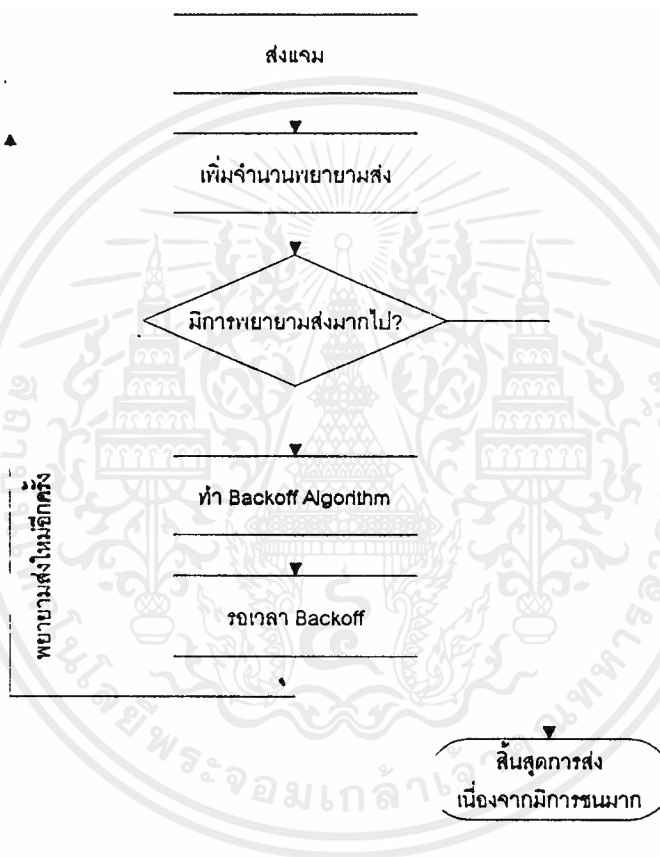 ส่งแจม
เพิ่มจำนวนพยายามส่ง
มีการพยายามส่งมากไป?
ทำ Backoff Algorithm
พยายามส่งใหม่อีกครั้ง
รอเวลา Backoff
สิ้นสุดการส่ง
เนื่องจากมีการชนมาก